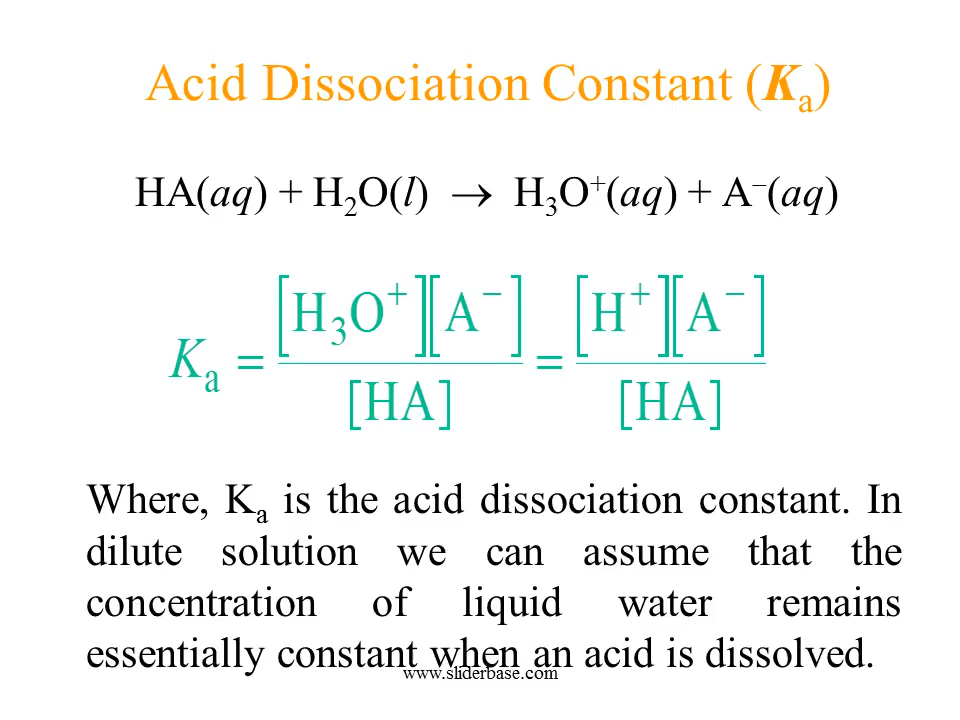 Acid Dissociation Constant (Kₐ)
HA(aq) + H₂O(l) → H₃O⁺(aq) + A⁻(aq)
Kₐ = [H₃O⁺][A⁻] / [HA] = [H⁺][A⁻] / [HA]
Where, Kₐ is the acid dissociation constant. In
dilute solution we can assume that the
concentration of liquid water remains
essentially constant when an acid is dissolved.
www.sliderbase.com